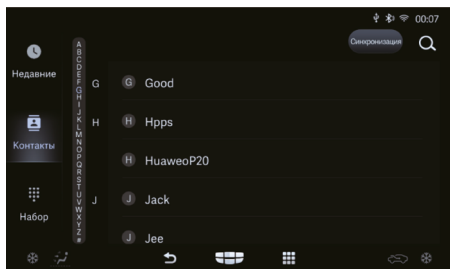 00:07
Синхронизация
Недавние
Контакты
Набор
A
B
C
D
E
F
G
H
I
J
K
L
M
N
O
P
Q
R
S
T
U
V
W
X
Y
Z
#
G
G Good
H
H Hpps
H HuaweoP20
J
J Jack
J Jee